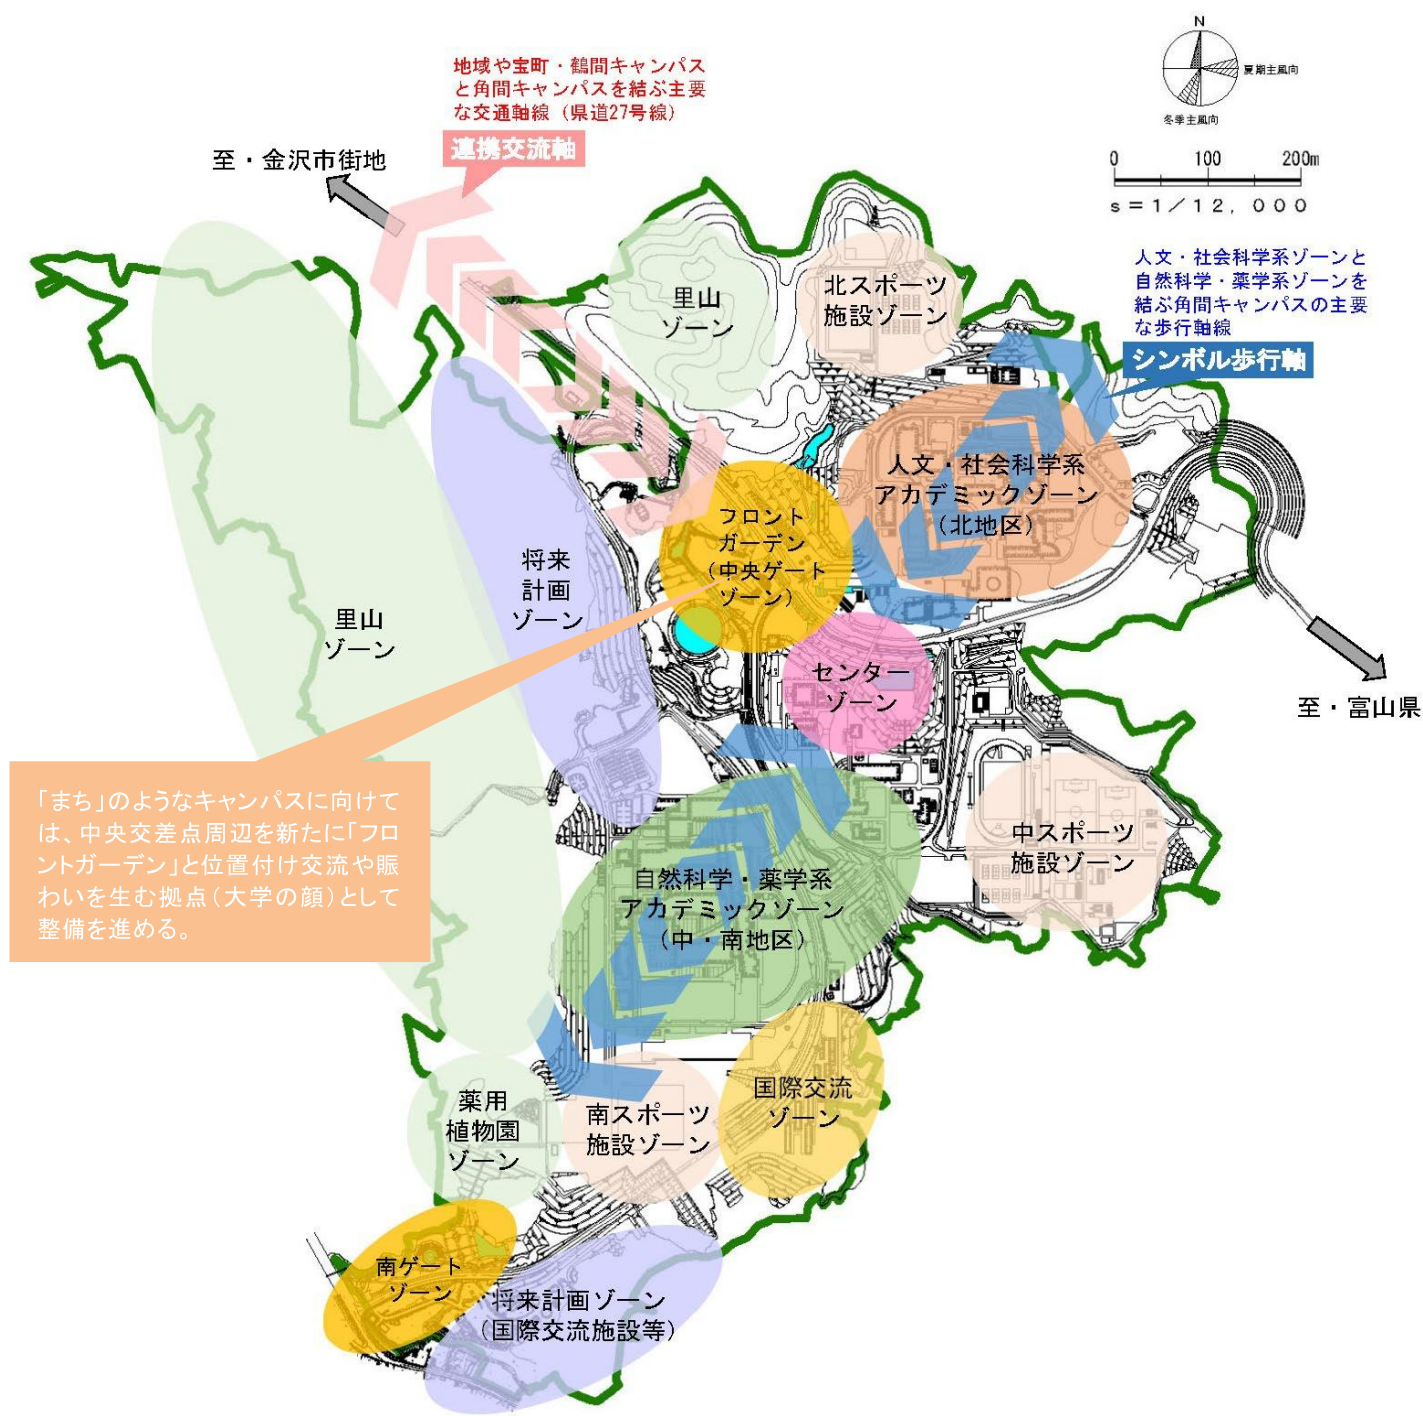 N
夏期主風向
冬季主風向
0 100 200m
s=1/12,000
地域や宝町・鶴間キャンパス
と角間キャンパスを結ぶ主要
な交通軸線（県道27号線）
連携交流軸
至・金沢市街地
人文・社会科学系ゾーンと
自然科学・薬学系ゾーンを
結ぶ角間キャンパスの主要
な歩行軸線
シンボル歩行軸
里山
ゾーン
北スポーツ
施設ゾーン
人文・社会科学系
アカデミックゾーン
（北地区）
フロント
ガーデン
（中央ゲート
ゾーン）
将来
計画
ゾーン
里山
ゾーン
センター
ゾーン
至・富山県
「まち」のようなキャンパスに向けて
は、中央交差点周辺を新たに「フロ
ントガーデン」と位置付け交流や賑
わいを生む拠点（大学の顔）として
整備を進める。
中スポーツ
施設ゾーン
自然科学・薬学系
アカデミックゾーン
（中・南地区）
国際交流
ゾーン
薬用
植物園
ゾーン
南スポーツ
施設ゾーン
南ゲート
ゾーン
将来計画ゾーン
（国際交流施設等）